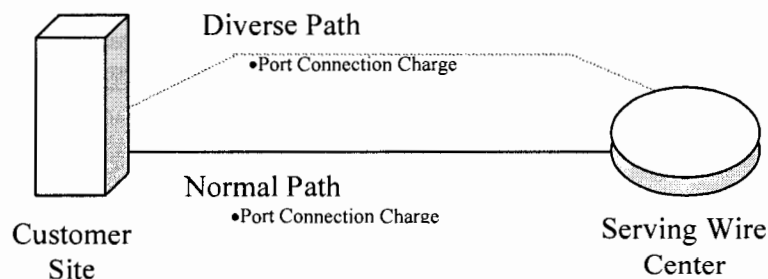 Diverse Path
•Port Connection Charge
Normal Path
•Port Connection Charge
Customer
Site
Serving Wire
Center